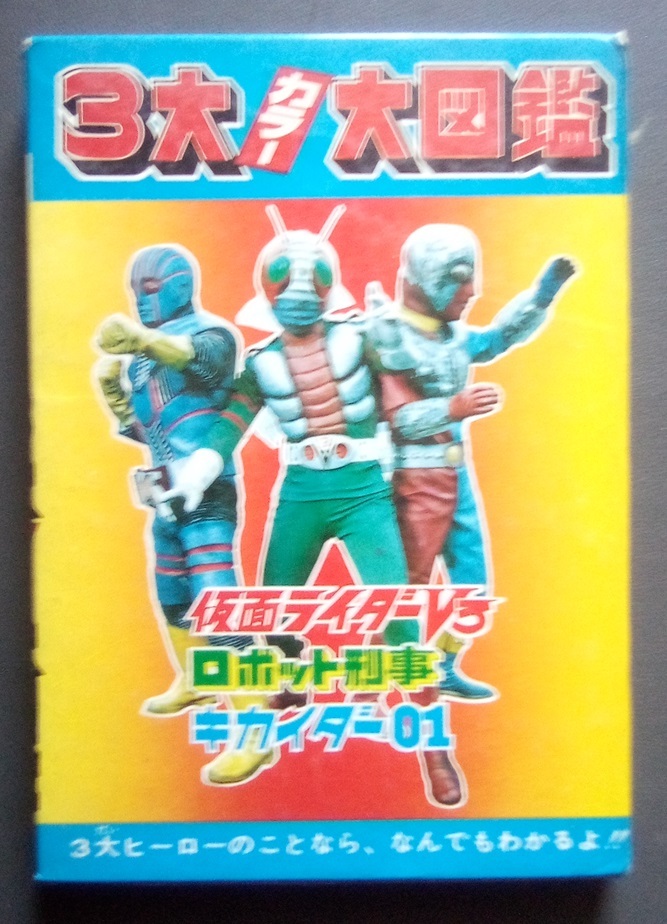 3大カラー大図鑑
仮面ライダーV3
ロボット刑事
キカイダー01
だい
3大ヒーローのことなら、なんでもわかるよ!!